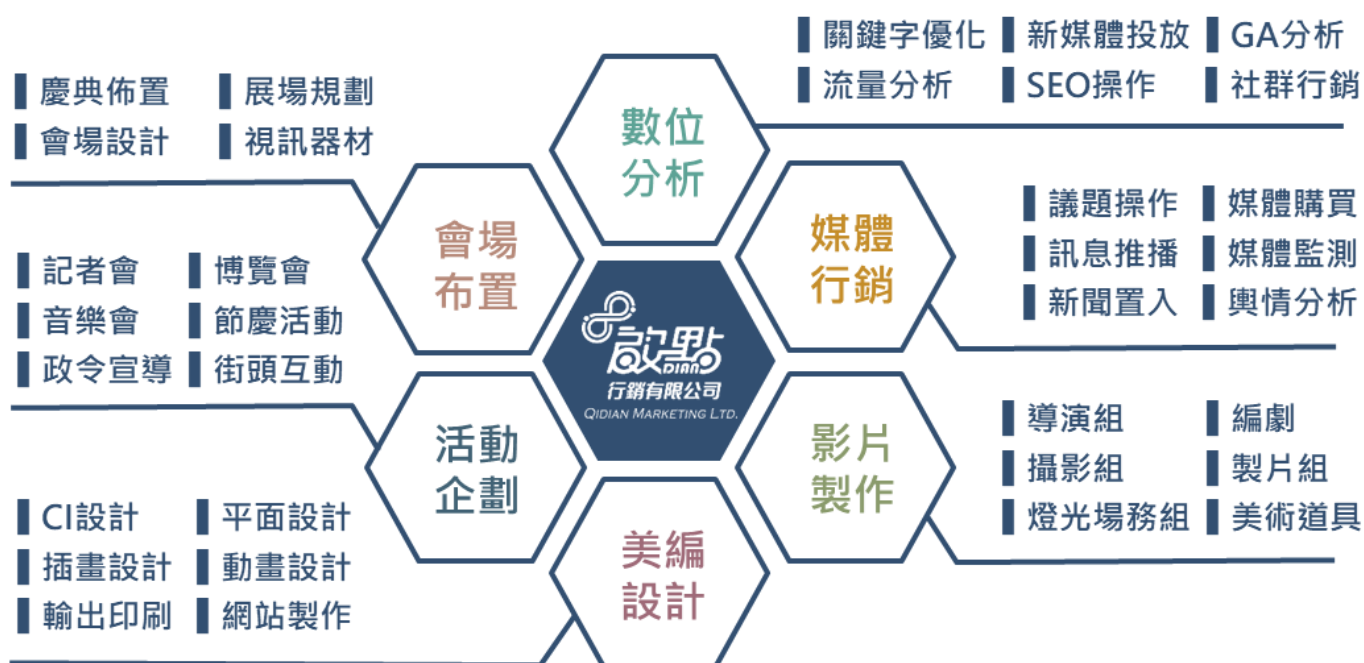 數位
分析
關鍵字優化 新媒體投放 GA分析
流量分析 SEO操作 社群行銷
媒體
行銷
議題操作 媒體購買
訊息推播 媒體監測
新聞置入 輿情分析
影片
製作
導演組 編劇
攝影組 製片組
燈光場務組 美術道具
美編
設計
CI設計 平面設計
插畫設計 動畫設計
輸出印刷 網站製作
活動
企劃
記者會 博覽會
音樂會 節慶活動
政令宣導 街頭互動
會場
布置
慶典佈置 展場規劃
會場設計 視訊器材
啟點
DIAN
行銷有限公司
QIDIAN MARKETING LTD.